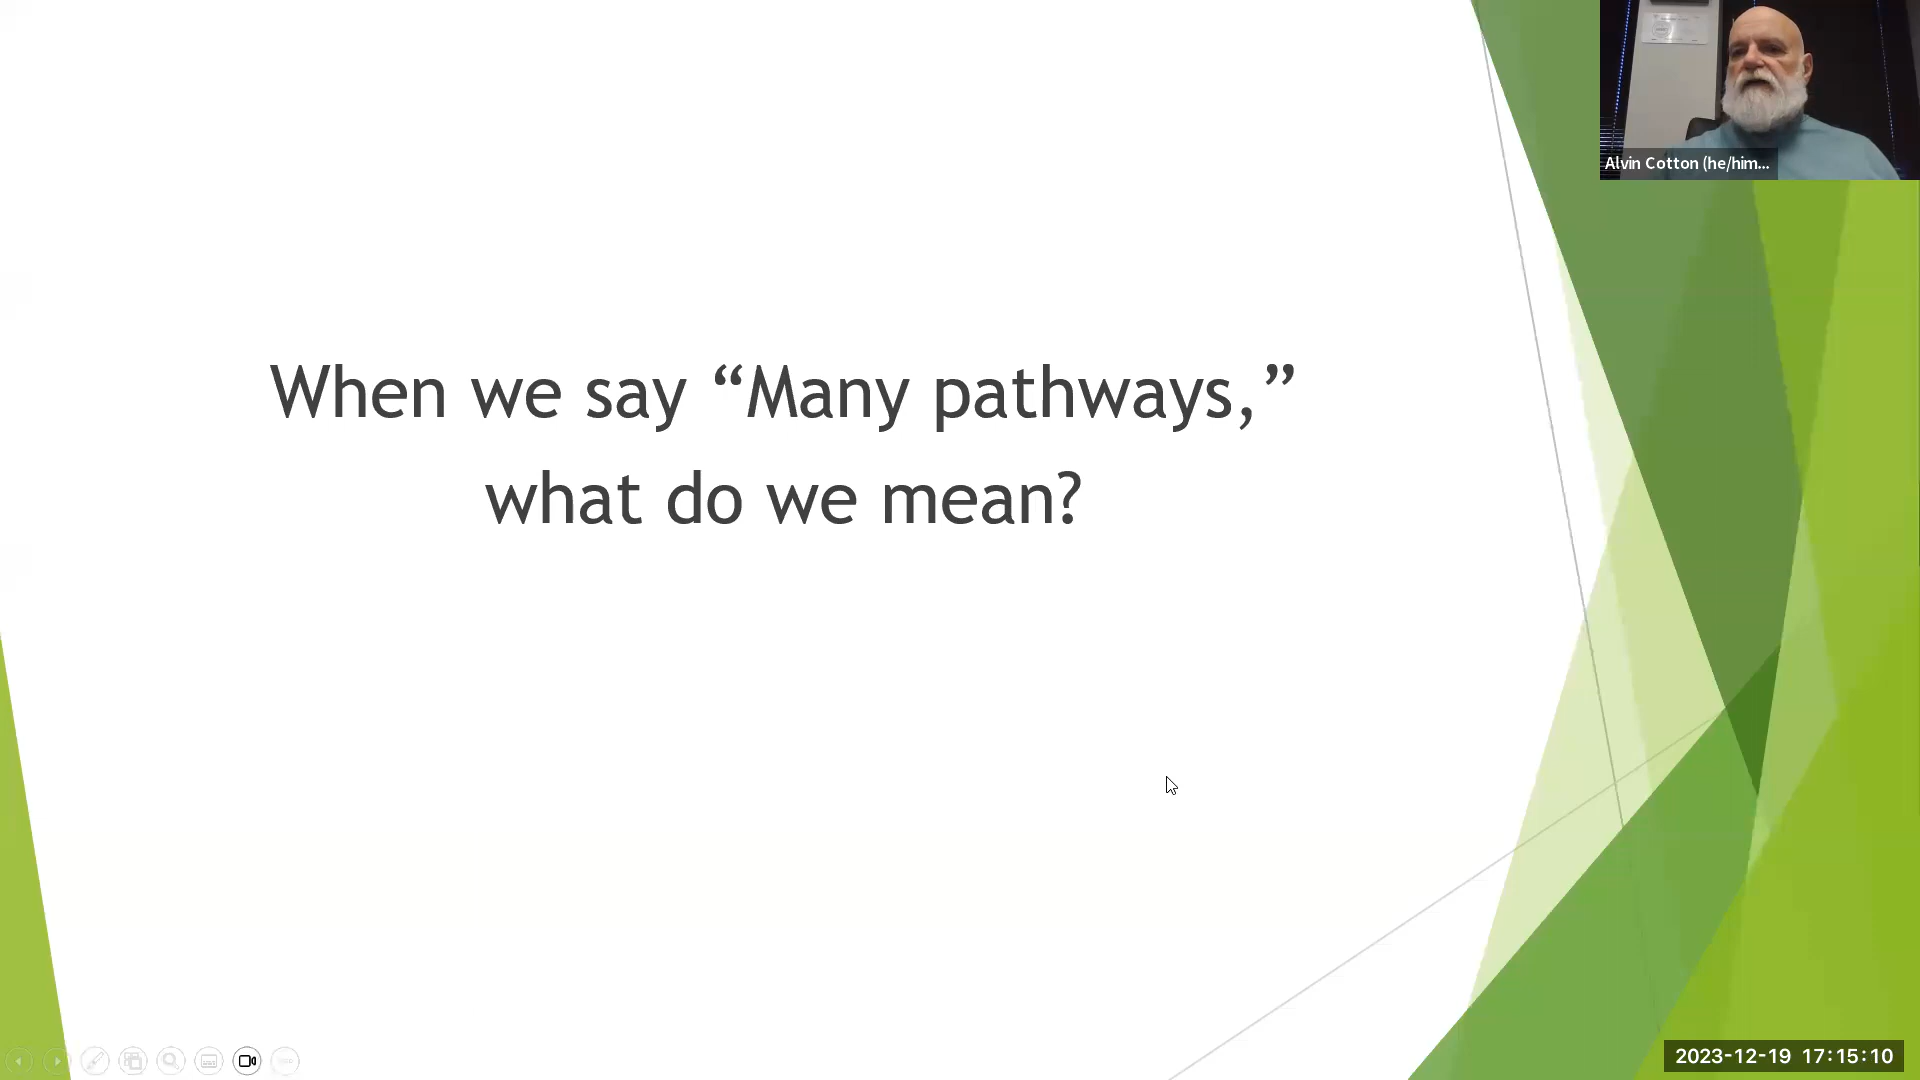 When we say “Many pathways,”
what do we mean?
Alvin Cotton (he/him...
2023-12-19 17:15:10